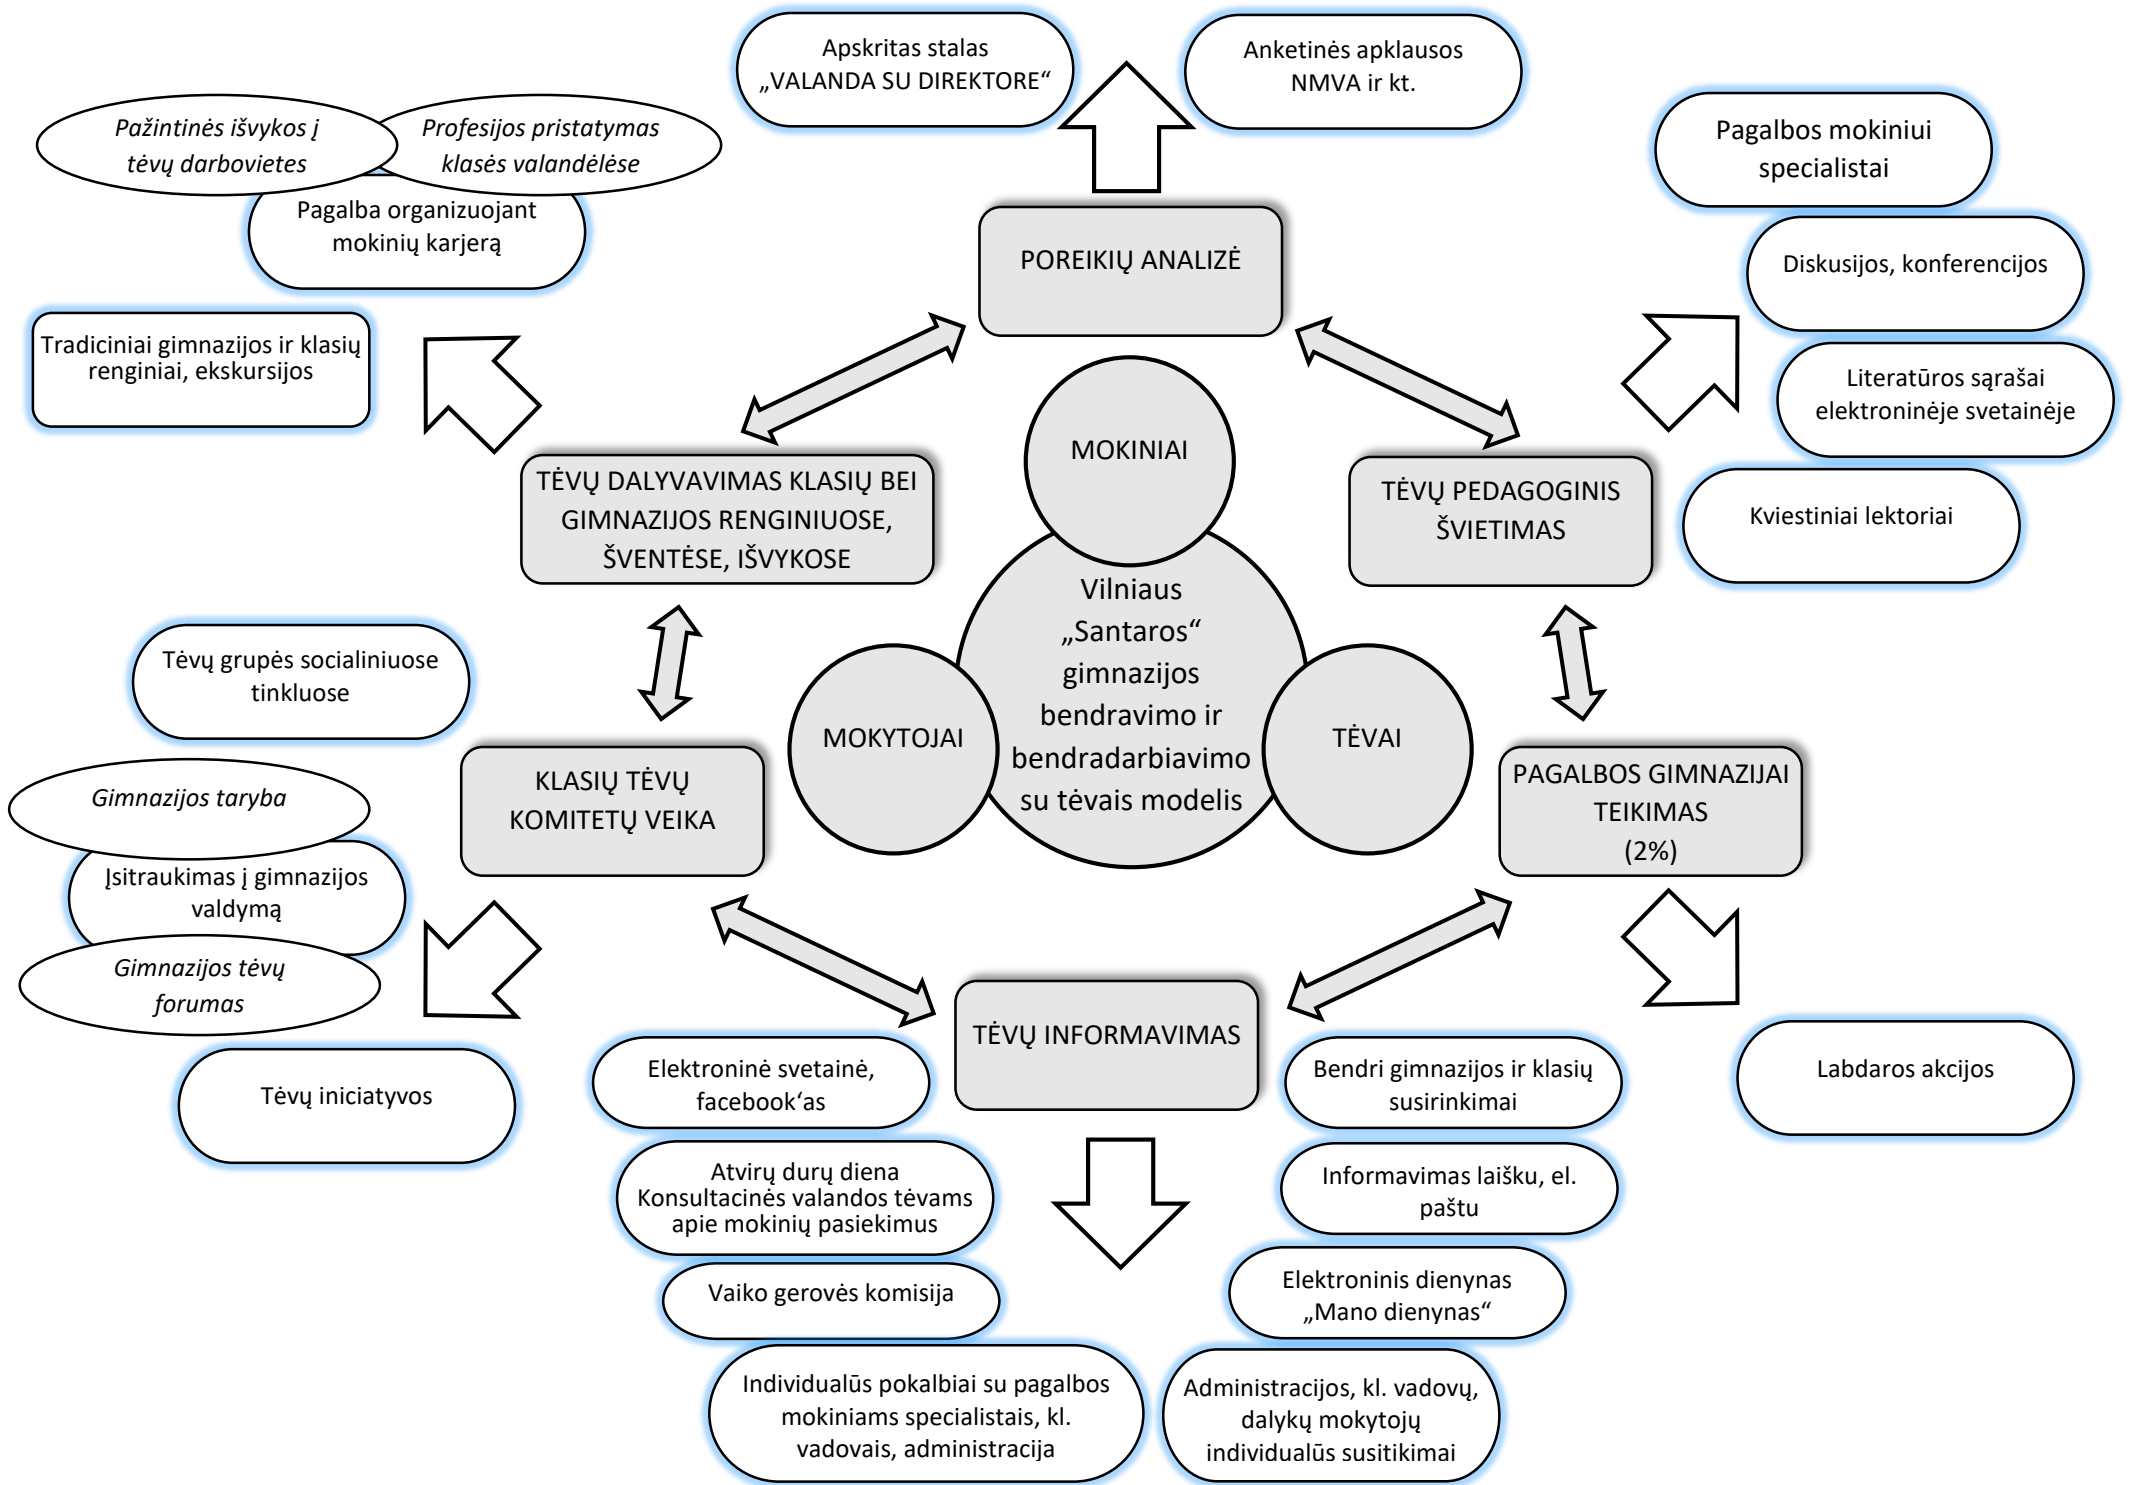 Apskritas stalas
„VALANDA SU DIREKTORE“
Anketinės apklausos
NMVA ir kt.
Pažintinės išvykos į
tėvų darbovietes
Profesijos pristatymas
klasės valandėlėse
Pagalba organizuojant
mokinių karjerą
Tradiciniai gimnazijos ir klasių
renginiai, ekskursijos
Pagalbos mokiniui
specialistai
Diskusijos, konferencijos
Literatūros sąrašai
elektroninėje svetainėje
Kviestiniai lektoriai
POREIKIŲ ANALIZĖ
TĖVŲ DALYVAVIMAS KLASIŲ BEI
GIMNAZIJOS RENGINIUOSE,
ŠVENTĖSE, IŠVYKOSE
MOKINIAI
TĖVŲ PEDAGOGINIS
ŠVIETIMAS
Vilniaus
„Santaros“
gimnazijos
bendravimo ir
bendradarbiavimo
su tėvais modelis
MOKYTOJAI
TĖVAI
Tėvų grupės socialiniuose
tinkluose
KLASIŲ TĖVŲ
KOMITETŲ VEIKA
PAGALBOS GIMNAZIJAI
TEIKIMAS
(2%)
Gimnazijos taryba
Įsitraukimas į gimnazijos
valdymą
Gimnazijos tėvų
forumas
Tėvų iniciatyvos
TĖVŲ INFORMAVIMAS
Labdaros akcijos
Elektroninė svetainė,
facebook‘as
Atvirų durų diena
Konsultacinės valandos tėvams
apie mokinių pasiekimus
Vaiko gerovės komisija
Individualūs pokalbiai su pagalbos
mokiniams specialistais, kl.
vadovais, administracija
Bendri gimnazijos ir klasių
susirinkimai
Informavimas laišku, el.
paštu
Elektroninis dienynas
„Mano dienynas“
Administracijos, kl. vadovų,
dalykų mokytojų
individualūs susitikimai